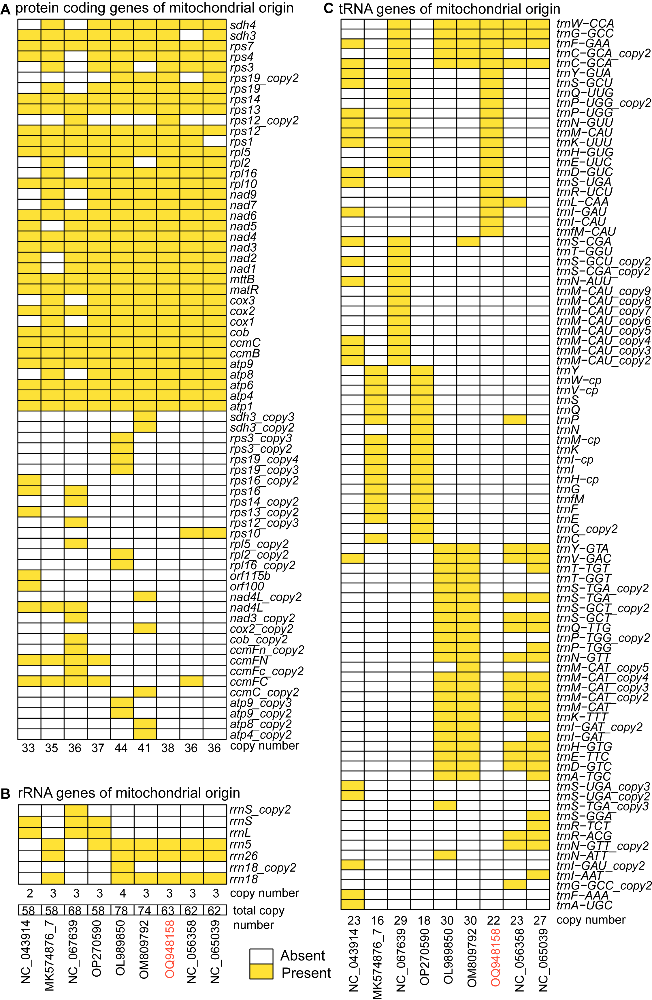 A protein coding genes of mitochondrial origin
sdh4
sdh3
rps7
rps4
rps3
rps19_copy2
rps19
rps14
rps13
rps12_copy2
rps12
rps1
rpl5
rpl2
rpl16
rpl10
nad9
nad7
nad6
nad5
nad4
nad3
nad2
nad1
mttB
matR
cox3
cox2
cox1
cob
ccmC
ccmB
atp9
atp8
atp6
atp4
atp1
sdh3_copy3
sdh3_copy2
rps3_copy3
rps3_copy2
rps19_copy4
rps19_copy3
rps16_copy2
rps16
rps14_copy2
rps13_copy2
rps12_copy3
rps10
rpl5_copy2
rpl2_copy2
rpl16_copy2
orf115b
orf100
nad4L_copy2
nad4L
nad3_copy2
cox2_copy2
cob_copy2
ccmFn_copy2
ccmFN
ccmFc_copy2
ccmFC
ccmC_copy2
atp9_copy3
atp9_copy2
atp8_copy2
atp4_copy2
33 35 36 37 44 41 38 36 36 copy number
B rRNA genes of mitochondrial origin
rrnS_copy2
rrnS
rrnL
rrn5
rrn26
rrn18_copy2
rrn18
2 3 3 3 4 3 3 3 3 copy number
58 58 68 58 78 74 63 62 62 total copy
number
NC_043914
MK574876_7
NC_067639
OP270590
OL989850
OM809792
OQ948158
NC_056358
NC_065039
Absent
Present
C tRNA genes of mitochondrial origin
trnW−CCA
trnG−GCC
trnF−GAA
trnC−GCA_copy2
trnC−GCA
trnY−GUA
trnS−GCU
trnQ−UUG
trnP−UGG_copy2
trnP−UGG
trnN−GUU
trnM−CAU
trnK−UUU
trnH−GUG
trnE−UUC
trnD−GUC
trnS−UGA
trnR−UCU
trnL−CAA
trnI−GAU
trnI−CAU
trnfM−CAU
trnS−CGA
trnT−GGU
trnS−GCU_copy2
trnS−CGA_copy2
trnN−AUU
trnM−CAU_copy9
trnM−CAU_copy8
trnM−CAU_copy7
trnM−CAU_copy6
trnM−CAU_copy5
trnM−CAU_copy4
trnM−CAU_copy3
trnM−CAU_copy2
trnY
trnW−cp
trnV−cp
trnS
trnQ
trnP
trnN
trnM−cp
trnK
trnI−cp
trnI
trnH−cp
trnG
trnfM
trnF
trnE
trnC_copy2
trnC
trnY−GTA
trnV−GAC
trnT−TGT
trnT−GGT
trnS−TGA_copy2
trnS−TGA
trnS−GCT_copy2
trnS−GCT
trnQ−TTG
trnP−TGG_copy2
trnP−TGG
trnN−GTT
trnM−CAT_copy5
trnM−CAT_copy4
trnM−CAT_copy3
trnM−CAT_copy2
trnM−CAT
trnK−TTT
trnI−GAT_copy2
trnI−GAT
trnH−GTG
trnE−TTC
trnD−GTC
trnA−TGC
trnS−UGA_copy3
trnS−UGA_copy2
trnS−TGA_copy3
trnS−GGA
trnR−TCT
trnR−ACG
trnN−GTT_copy2
trnN−ATT
trnI−GAU_copy2
trnI−AAT
trnG−GCC_copy2
trnF−AAA
trnA−UGC
23 16 29 18 30 30 22 23 27 copy number
NC_043914
MK574876_7
NC_067639
OP270590
OL989850
OM809792
OQ948158
NC_056358
NC_065039